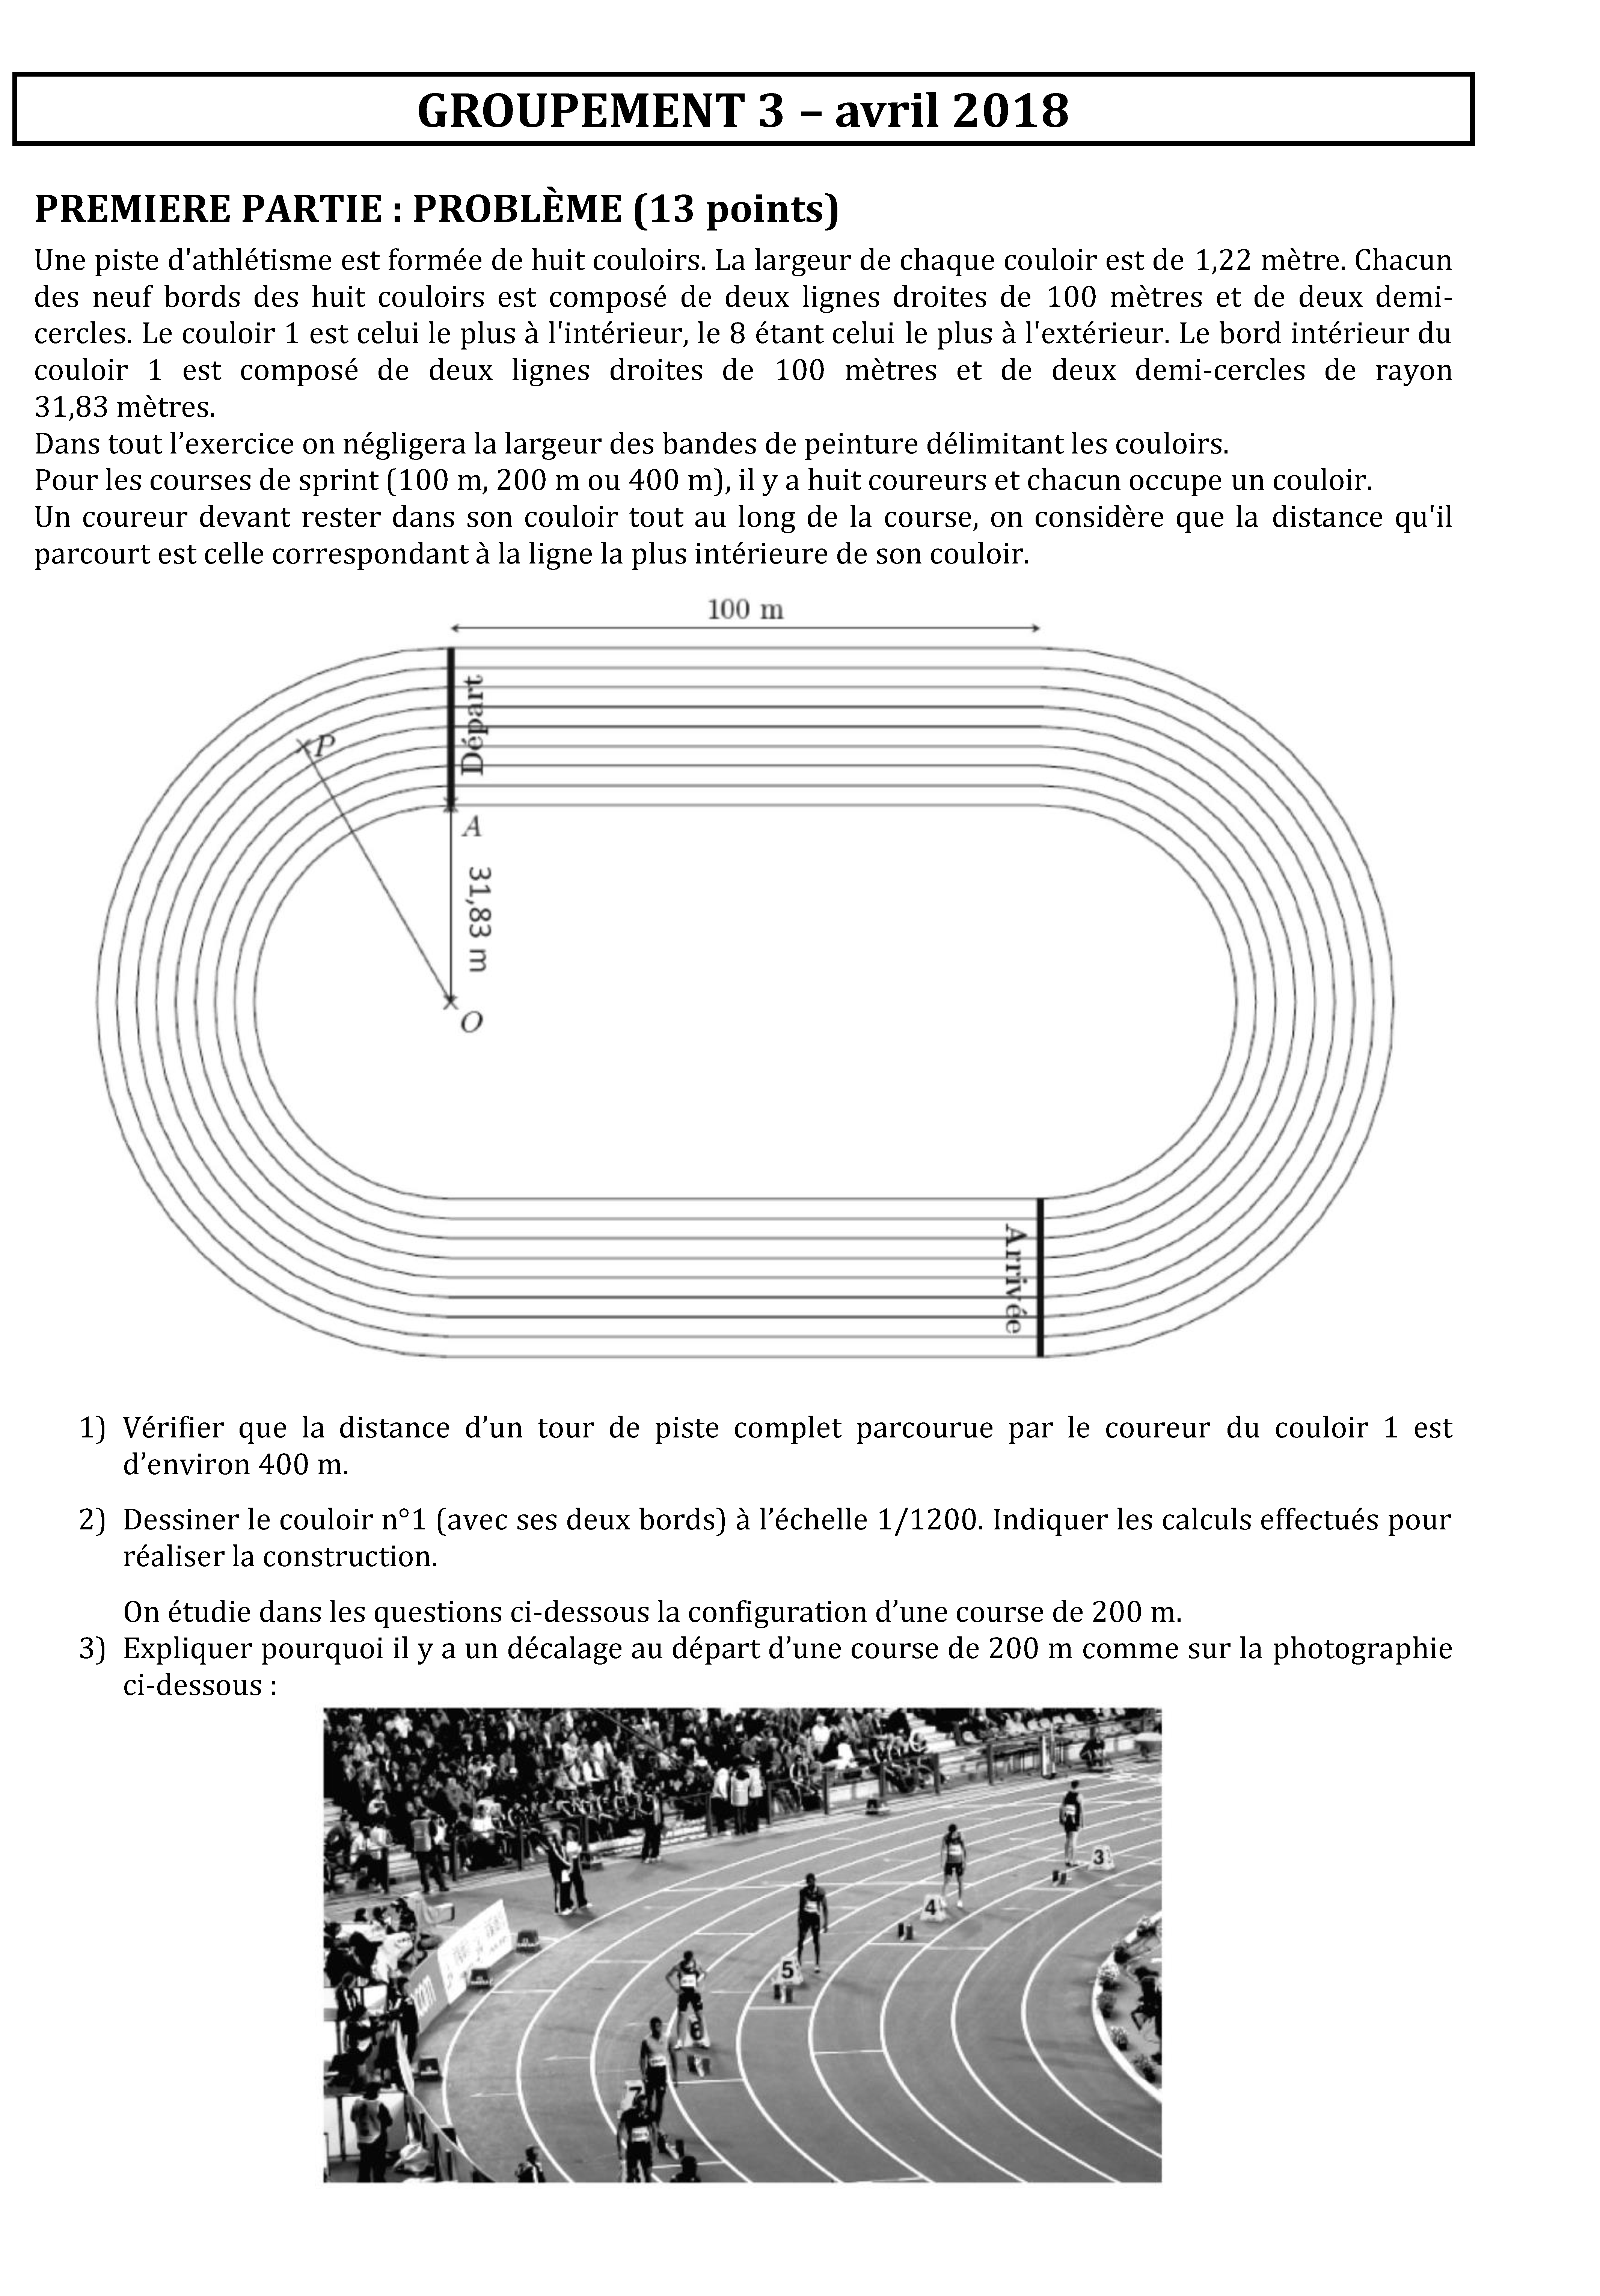 GROUPEMENT 3 – avril 2018
PREMIERE PARTIE : PROBLÈME (13 points)
Une piste d'athlétisme est formée de huit couloirs. La largeur de chaque couloir est de 1,22 mètre. Chacun
des neuf bords des huit couloirs est composé de deux lignes droites de 100 mètres et de deux demi-
cercles. Le couloir 1 est celui le plus à l'intérieur, le 8 étant celui le plus à l'extérieur. Le bord intérieur du
couloir 1 est composé de deux lignes droites de 100 mètres et de deux demi-cercles de rayon
31,83 mètres.
Dans tout l’exercice on négligera la largeur des bandes de peinture délimitant les couloirs.
Pour les courses de sprint (100 m, 200 m ou 400 m), il y a huit coureurs et chacun occupe un couloir.
Un coureur devant rester dans son couloir tout au long de la course, on considère que la distance qu'il
parcourt est celle correspondant à la ligne la plus intérieure de son couloir.
100 m
Départ
P
A
31,83 m
O
Arrivée
1) Vérifier que la distance d’un tour de piste complet parcourue par le coureur du couloir 1 est
d’environ 400 m.
2) Dessiner le couloir n°1 (avec ses deux bords) à l’échelle 1/1200. Indiquer les calculs effectués pour
réaliser la construction.
On étudie dans les questions ci-dessous la configuration d’une course de 200 m.
3) Expliquer pourquoi il y a un décalage au départ d’une course de 200 m comme sur la photographie
ci-dessous :
3
4
5
6
7
.com